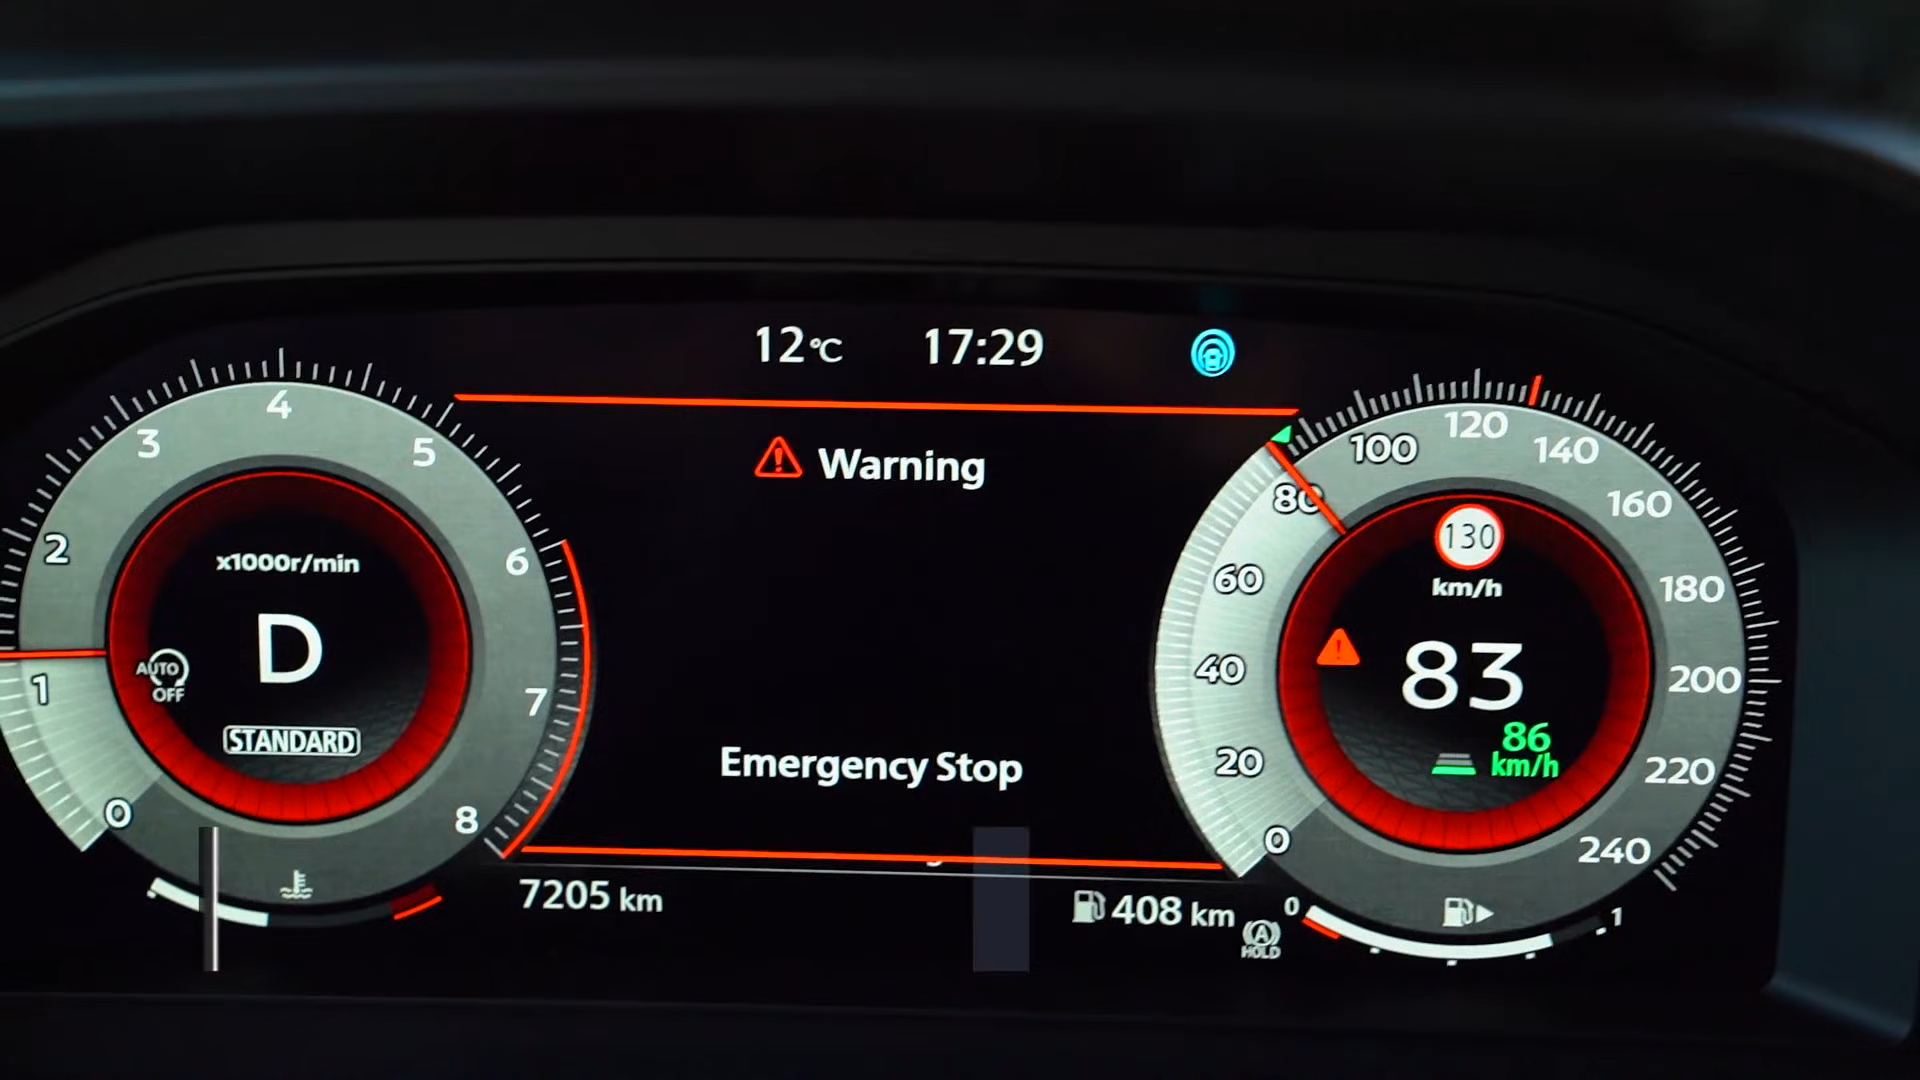 12°C 17:29
Warning
Emergency Stop
0
1
2
3
4
5
6
7
8
x1000r/min
D
AUTO
OFF
STANDARD
0
20
40
60
80
100
120
140
160
180
200
220
240
130
km/h
83
86
km/h
7205 km
408 km
A
HOLD
0
1